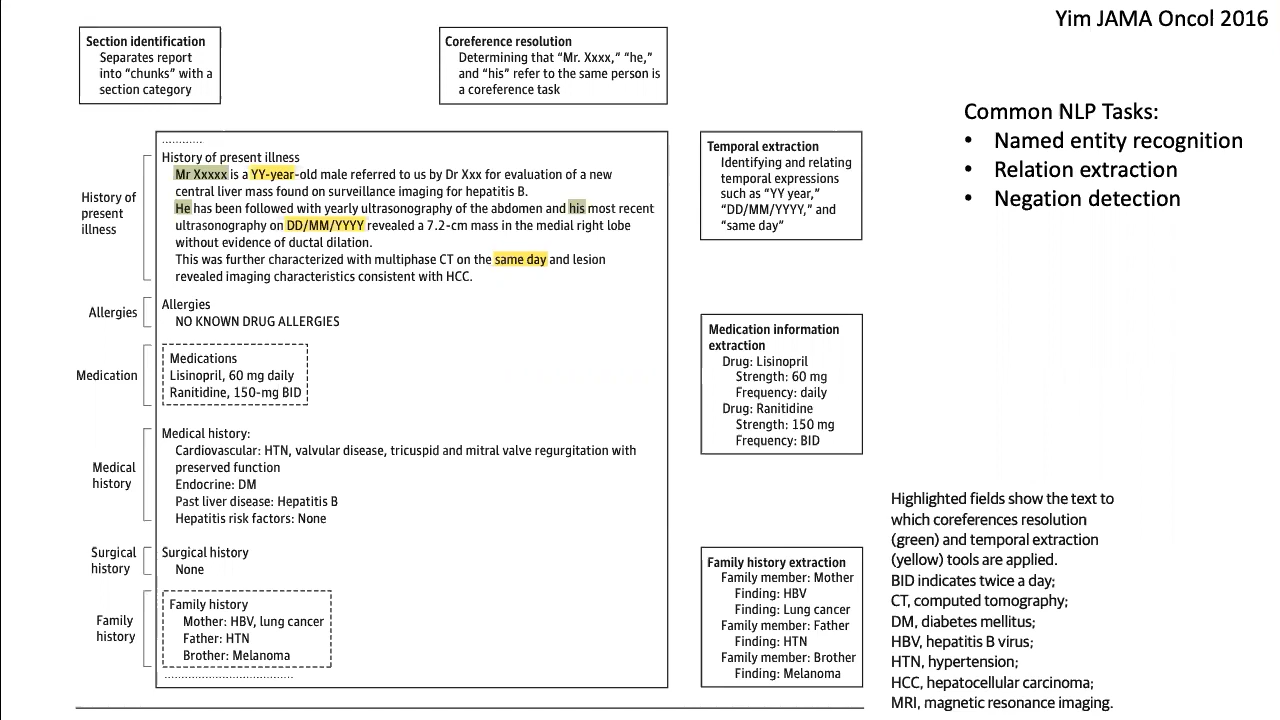 Yim JAMA Oncol 2016
Section identification
Separates report
into “chunks” with a
section category
Coreference resolution
Determining that “Mr. Xxxx,” “he,”
and “his” refer to the same person is
a coreference task
Common NLP Tasks:
• Named entity recognition
• Relation extraction
• Negation detection
............
History of present illness
Mr Xxxxx is a YY-year-old male referred to us by Dr Xxx for evaluation of a new
central liver mass found on surveillance imaging for hepatitis B.
He has been followed with yearly ultrasonography of the abdomen and his most recent
ultrasonography on DD/MM/YYYY revealed a 7.2-cm mass in the medial right lobe
without evidence of ductal dilation.
This was further characterized with multiphase CT on the same day and lesion
revealed imaging characteristics consistent with HCC.
History of
present
illness
Temporal extraction
Identifying and relating
temporal expressions
such as “YY year,”
“DD/MM/YYYY,” and
“same day“
Allergies
Allergies
NO KNOWN DRUG ALLERGIES
Medication
Medications
Lisinopril, 60 mg daily
Ranitidine, 150-mg BID
Medication information
extraction
Drug: Lisinopril
Strength: 60 mg
Frequency: daily
Drug: Ranitidine
Strength: 150 mg
Frequency: BID
Medical
history
Medical history:
Cardiovascular: HTN, valvular disease, tricuspid and mitral valve regurgitation with
preserved function
Endocrine: DM
Past liver disease: Hepatitis B
Hepatitis risk factors: None
Surgical
history
Surgical history
None
Family
history
Family history
Mother: HBV, lung cancer
Father: HTN
Brother: Melanoma
......................................
Family history extraction
Family member: Mother
Finding: HBV
Finding: Lung cancer
Family member: Father
Finding: HTN
Family member: Brother
Finding: Melanoma
Highlighted fields show the text to
which coreferences resolution
(green) and temporal extraction
(yellow) tools are applied.
BID indicates twice a day;
CT, computed tomography;
DM, diabetes mellitus;
HBV, hepatitis B virus;
HTN, hypertension;
HCC, hepatocellular carcinoma;
MRI, magnetic resonance imaging.